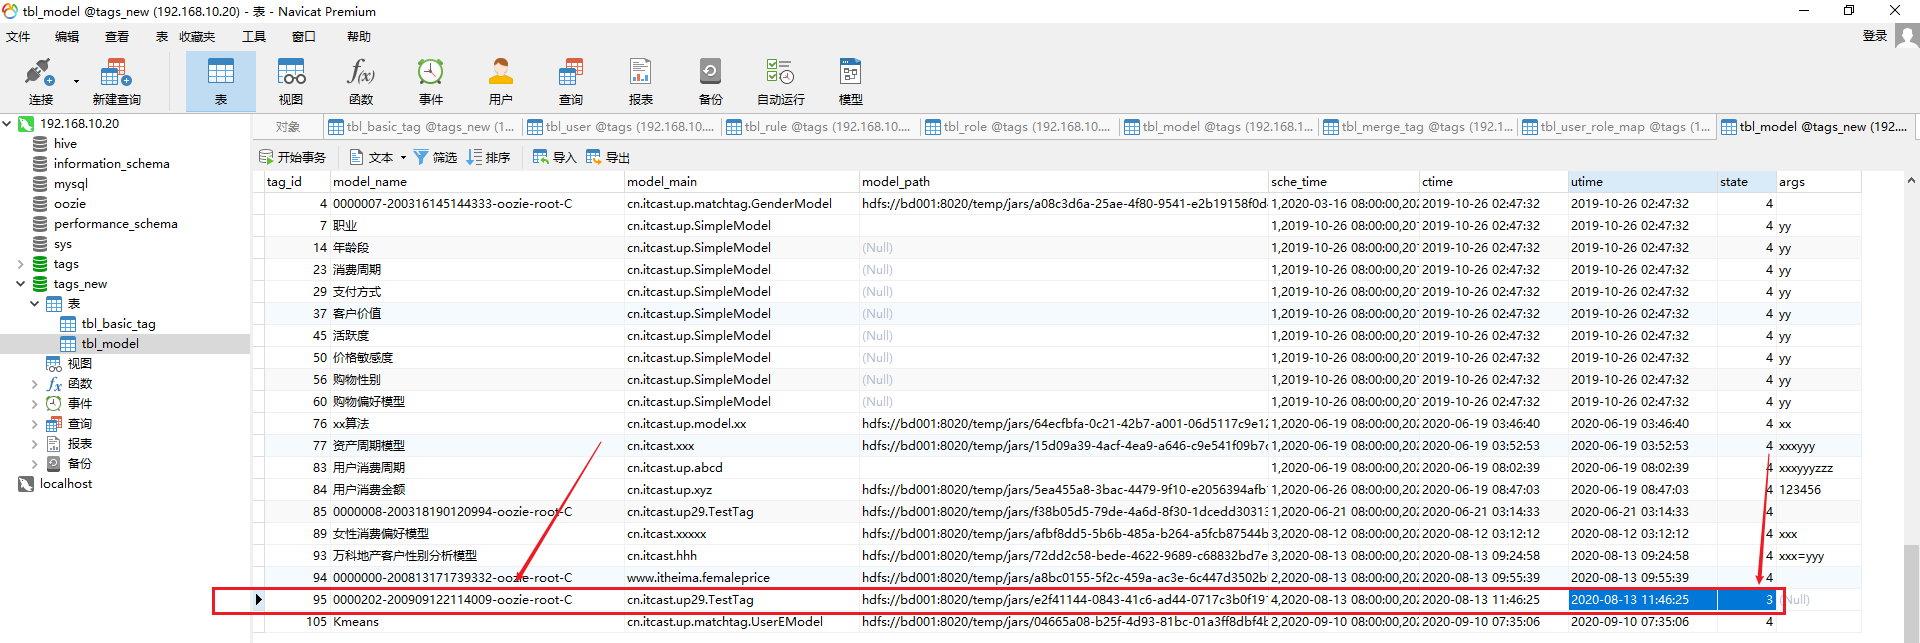 tbl_model @tags_new (192.168.10.20) - 表 - Navicat Premium
文件 编辑 查看 表 收藏夹 工具 窗口 帮助 登录
连接 新建查询 表 视图 函数 事件 用户 查询 报表 备份 自动运行 模型
192.168.10.20
hive
information_schema
mysql
oozie
performance_schema
sys
tags
tags_new
表
tbl_basic_tag
tbl_model
视图
函数
事件
查询
报表
备份
localhost
对象 tbl_basic_tag @tags_new (1... tbl_user @tags (192.168.10.... tbl_rule @tags (192.168.10.... tbl_role @tags (192.168.10.... tbl_model @tags (192.168.1... tbl_merge_tag @tags (192.1... tbl_user_role_map @tags (1... tbl_model @tags_new (192....
开始事务 文本 筛选 排序 导入 导出
tag_id model_name model_main model_path sche_time ctime utime state args
4 0000007-200316145144333-oozie-root-C cn.itcast.up.matchtag.GenderModel hdfs://bd001:8020/temp/jars/a08c3d6a-25ae-4f80-9541-e2b19158f0d 1,2020-03-16 08:00:00,202 2019-10-26 02:47:32 2019-10-26 02:47:32 4
7 职业 cn.itcast.up.SimpleModel 1,2019-10-26 08:00:00,201 2019-10-26 02:47:32 2019-10-26 02:47:32 4 yy
14 年龄段 cn.itcast.up.SimpleModel (Null) 1,2019-10-26 08:00:00,201 2019-10-26 02:47:32 2019-10-26 02:47:32 4 yy
23 消费周期 cn.itcast.up.SimpleModel (Null) 1,2019-10-26 08:00:00,201 2019-10-26 02:47:32 2019-10-26 02:47:32 4 yy
29 支付方式 cn.itcast.up.SimpleModel (Null) 1,2019-10-26 08:00:00,201 2019-10-26 02:47:32 2019-10-26 02:47:32 4 yy
37 客户价值 cn.itcast.up.SimpleModel (Null) 1,2019-10-26 08:00:00,201 2019-10-26 02:47:32 2019-10-26 02:47:32 4 yy
45 活跃度 cn.itcast.up.SimpleModel (Null) 1,2019-10-26 08:00:00,201 2019-10-26 02:47:32 2019-10-26 02:47:32 4 yy
50 价格敏感度 cn.itcast.up.SimpleModel (Null) 1,2019-10-26 08:00:00,201 2019-10-26 02:47:32 2019-10-26 02:47:32 4 yy
56 购物性别 cn.itcast.up.SimpleModel (Null) 1,2019-10-26 08:00:00,201 2019-10-26 02:47:32 2019-10-26 02:47:32 4 yy
60 购物偏好模型 cn.itcast.up.SimpleModel (Null) 1,2019-10-26 08:00:00,201 2019-10-26 02:47:32 2019-10-26 02:47:32 4 yy
76 xx算法 cn.itcast.up.model.xx hdfs://bd001:8020/temp/jars/64ecfbfa-0c21-42b7-a001-06d5117c9e12 1,2020-06-19 08:00:00,202 2020-06-19 03:46:40 2020-06-19 03:46:40 4 xx
77 资产周期模型 cn.itcast.xxx hdfs://bd001:8020/temp/jars/15d09a39-4acf-4ea9-a646-c9e541f09b7c 1,2020-06-19 08:00:00,202 2020-06-19 03:52:53 2020-06-19 03:52:53 4 xxxyyy
83 用户消费周期 cn.itcast.up.abcd 1,2020-06-19 08:00:00,202 2020-06-19 08:02:39 2020-06-19 08:02:39 4 xxxyyyzzz
84 用户消费金额 cn.itcast.up.xyz hdfs://bd001:8020/temp/jars/5ea455a8-3bac-4479-9f10-e2056394afb 1,2020-06-26 08:00:00,202 2020-06-19 08:47:03 2020-06-19 08:47:03 4 123456
85 0000008-200318190120994-oozie-root-C cn.itcast.up29.TestTag hdfs://bd001:8020/temp/jars/f38b05d5-79de-4a6d-8f30-1dcedd30313 1,2020-06-21 08:00:00,202 2020-06-21 03:14:33 2020-06-21 03:14:33 4
89 女性消费偏好模型 cn.itcast.xxxxx hdfs://bd001:8020/temp/jars/afbf8dd5-5b6b-485a-b264-a5fcb87544b 3,2020-08-12 08:00:00,202 2020-08-12 03:12:12 2020-08-12 03:12:12 4 xxx
93 万科地产客户性别分析模型 cn.itcast.hhh hdfs://bd001:8020/temp/jars/72dd2c58-bede-4622-9689-c68832bd7e 3,2020-08-13 08:00:00,202 2020-08-13 09:24:58 2020-08-13 09:24:58 4 xxx=yyy
94 0000000-200813171739332-oozie-root-C www.itheima.femaleprice hdfs://bd001:8020/temp/jars/a8bc0155-5f2c-459a-ac3e-6c447d3502b 2,2020-08-13 08:00:00,202 2020-08-13 09:55:39 2020-08-13 09:55:39 4
95 0000202-200909122114009-oozie-root-C cn.itcast.up29.TestTag hdfs://bd001:8020/temp/jars/e2f41144-0843-41c6-ad44-0717c3b0f19 4,2020-08-13 08:00:00,202 2020-08-13 11:46:25 2020-08-13 11:46:25 3 (Null)
105 Kmeans cn.itcast.up.matchtag.UserEModel hdfs://bd001:8020/temp/jars/04665a08-b25f-4d93-81bc-01a3ff8dbf4b 2,2020-09-10 08:00:00,202 2020-09-10 07:35:06 2020-09-10 07:35:06 4